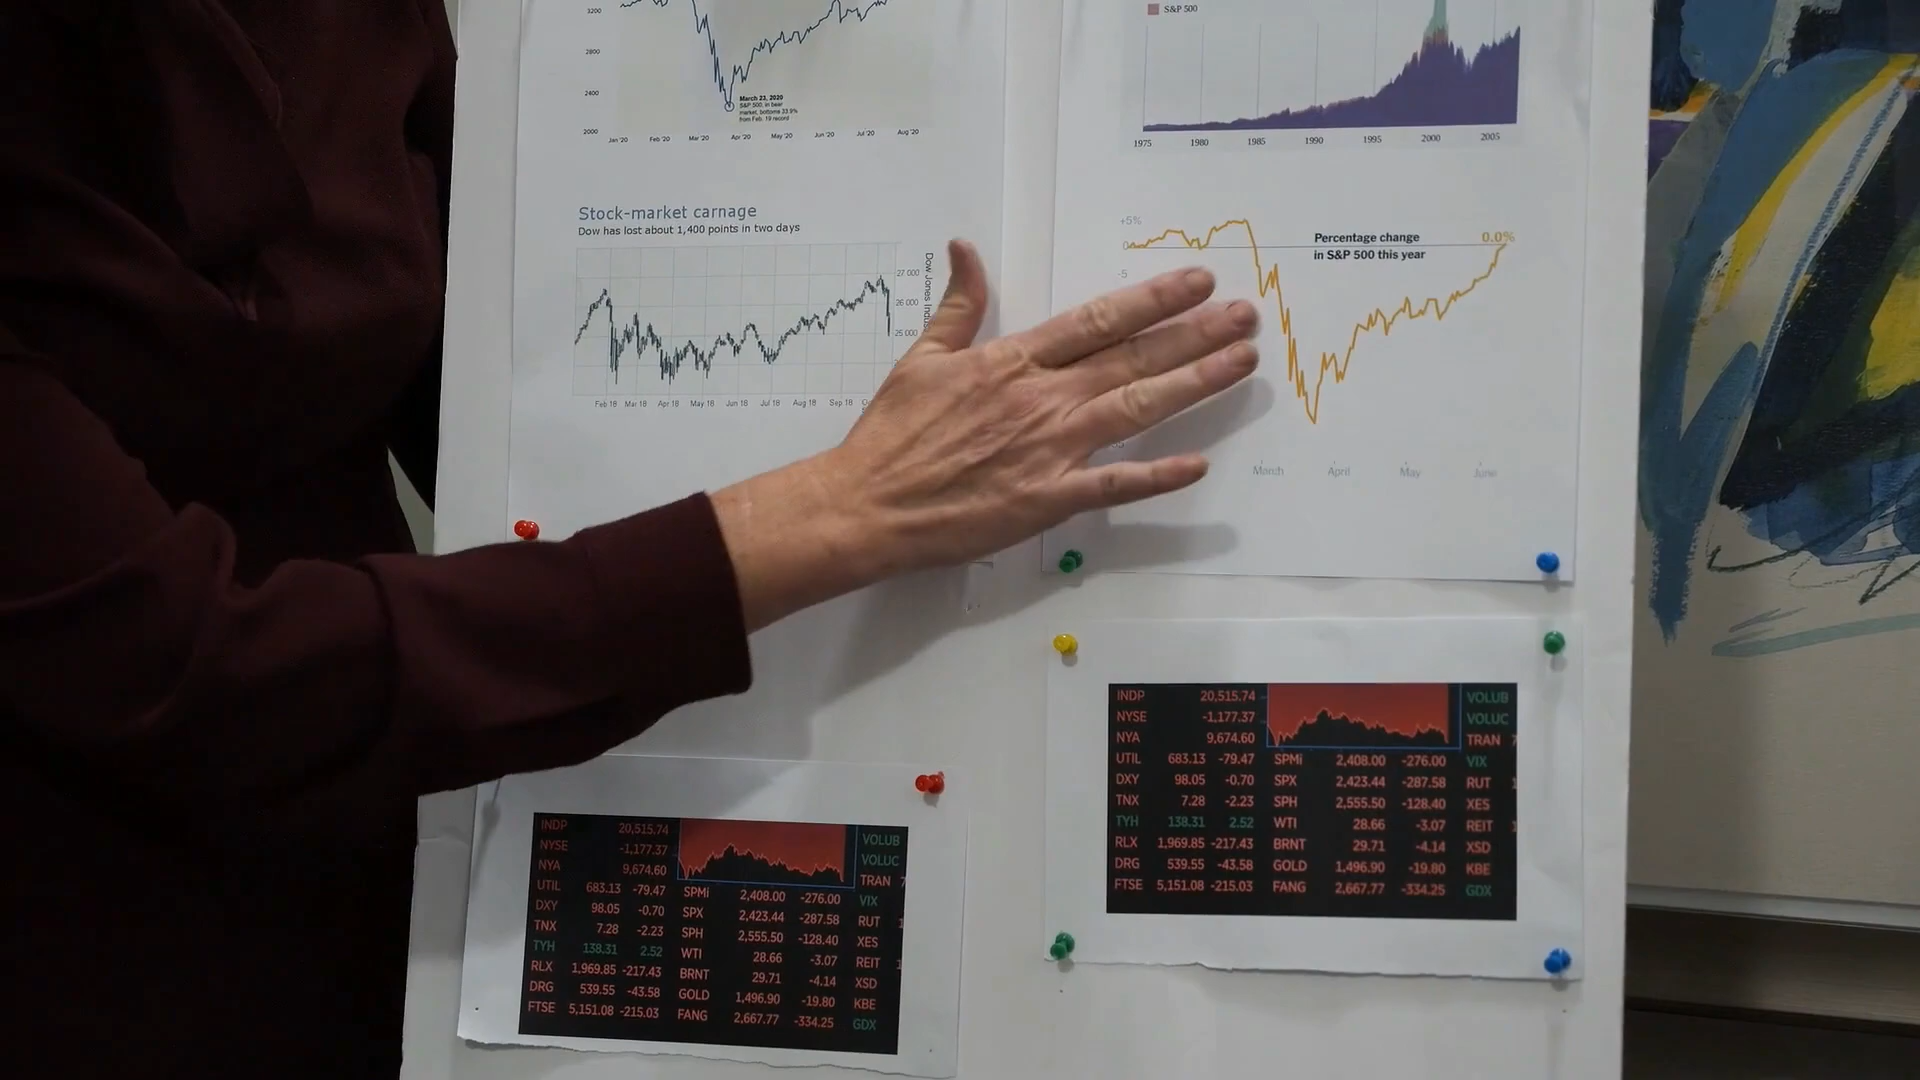 3200
2800
2400
2000
March 23, 2020
S&P 500, in bear
market, bottoms 33.9%
from Feb. 19 record
Jan '20 Feb '20 Mar '20 Apr '20 May '20 Jun '20 Jul '20 Aug '20
S&P 500
1975 1980 1985 1990 1995 2000 2005
Stock-market carnage
Dow has lost about 1,400 points in two days
27 000
26 000
25 000
Dow Jones
Feb 18 Mar 18 Apr 18 May 18 Jun 18 Jul 18 Aug 18 Sep 18
+5%
0
-5
Percentage change
in S&P 500 this year
0.0%
March April May June
INDP 20,515.74 VOLUB
NYSE -1,177.37 VOLUC
NYA 9,674.60 TRAN
UTIL 683.13 -79.47 SPMi 2,408.00 -276.00 VIX
DXY 98.05 -0.70 SPX 2,423.44 -287.58 RUT
TNX 7.28 -2.23 SPH 2,555.50 -128.40 XES
TYH 138.31 2.52 WTI 28.66 -3.07 REIT
RLX 1,969.85 -217.43 BRNT 29.71 -4.14 XSD
DRG 539.55 -43.58 GOLD 1,496.90 -19.80 KBE
FTSE 5,151.08 -215.03 FANG 2,667.77 -334.25 GDX
INDP 20,515.74 VOLUB
NYSE -1,177.37 VOLUC
NYA 9,674.60 TRAN
UTIL 683.13 -79.47 SPMi 2,408.00 -276.00 VIX
DXY 98.05 -0.70 SPX 2,423.44 -287.58 RUT
TNX 7.28 -2.23 SPH 2,555.50 -128.40 XES
TYH 138.31 2.52 WTI 28.66 -3.07 REIT
RLX 1,969.85 -217.43 BRNT 29.71 -4.14 XSD
DRG 539.55 -43.58 GOLD 1,496.90 -19.80 KBE
FTSE 5,151.08 -215.03 FANG 2,667.77 -334.25 GDX